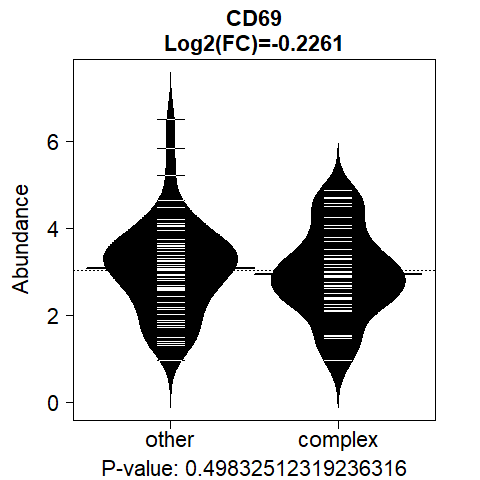 CD69
Log2(FC)=-0.2261
Abundance
6
4
2
0
other complex
P-value: 0.49832512319236316